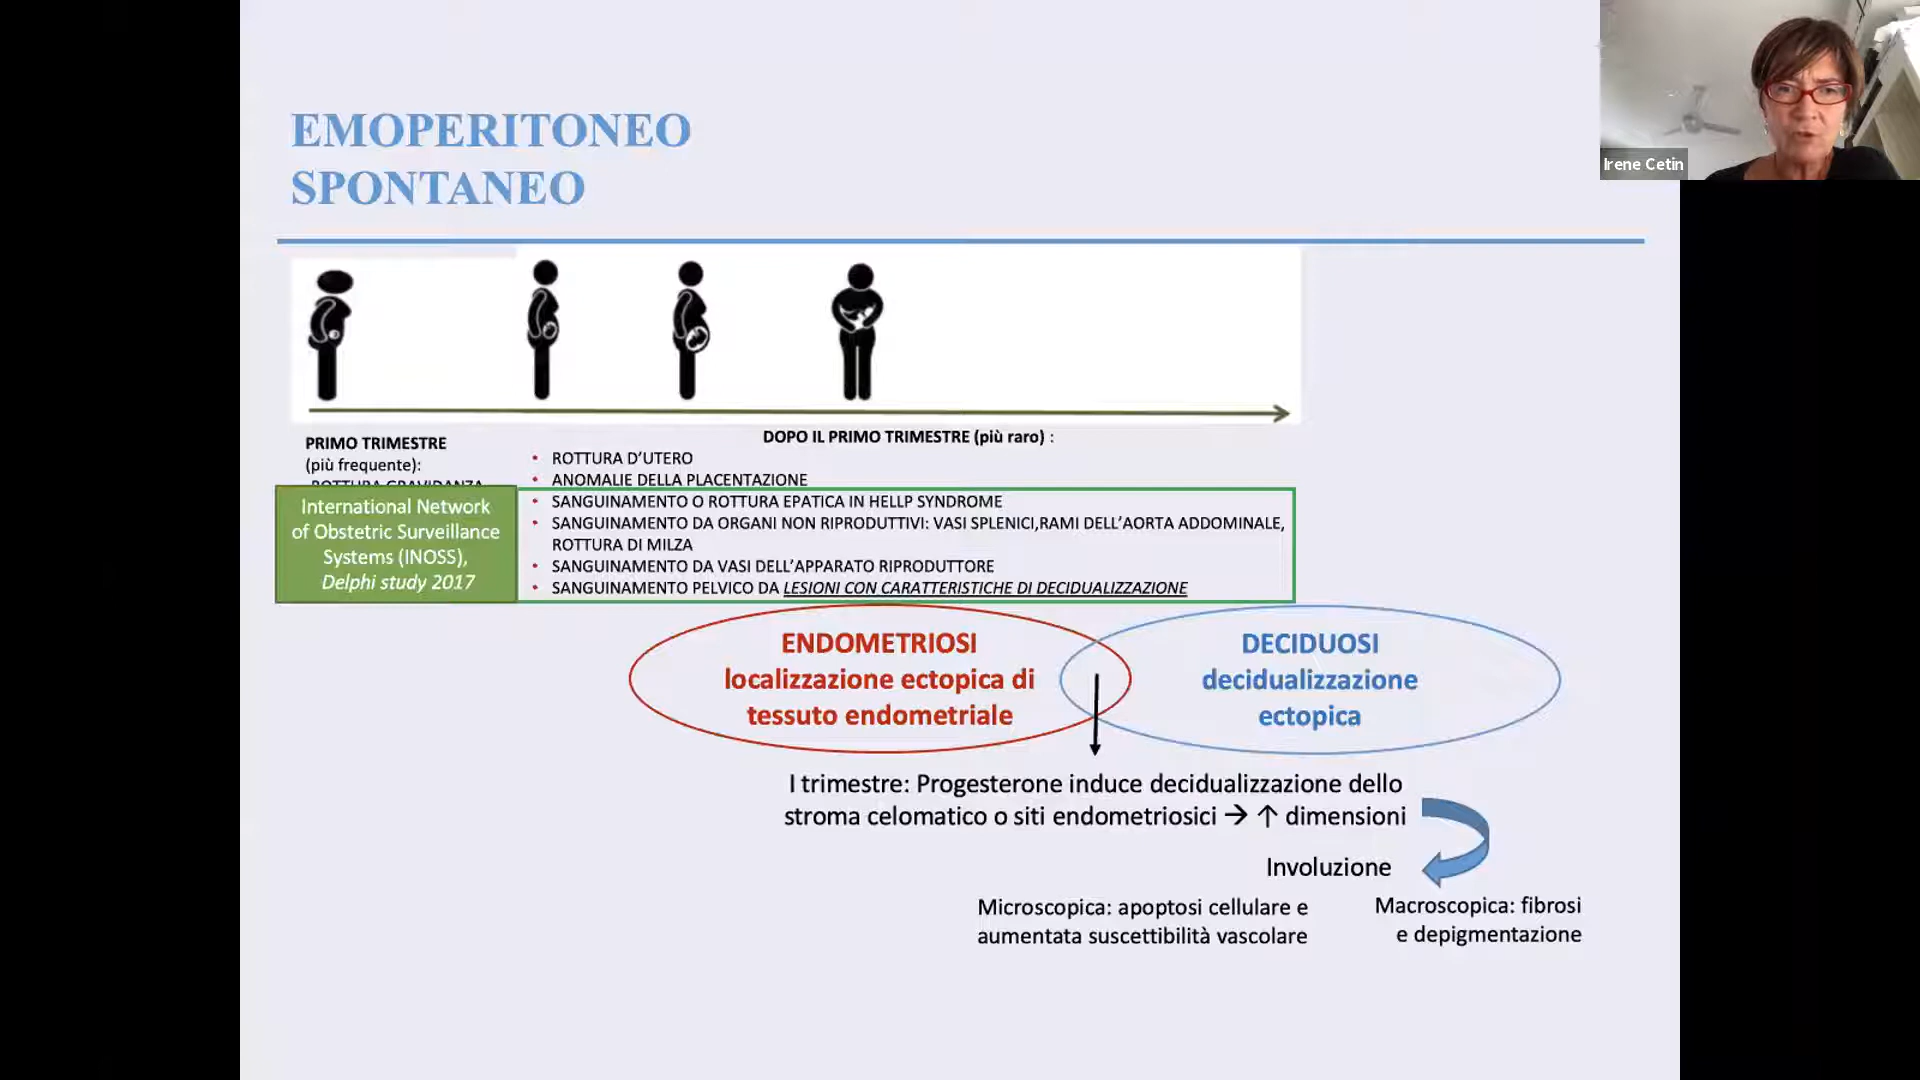 Irene Cetin
EMOPERITONEO
SPONTANEO
PRIMO TRIMESTRE
(più frequente):
ROTTURA GRAVIDANZA
International Network
of Obstetric Surveillance
Systems (INOSS),
Delphi study 2017
DOPO IL PRIMO TRIMESTRE (più raro) :
• ROTTURA D’UTERO
• ANOMALIE DELLA PLACENTAZIONE
• SANGUINAMENTO O ROTTURA EPATICA IN HELLP SYNDROME
• SANGUINAMENTO DA ORGANI NON RIPRODUTTIVI: VASI SPLENICI,RAMI DELL’AORTA ADDOMINALE,
ROTTURA DI MILZA
• SANGUINAMENTO DA VASI DELL’APPARATO RIPRODUTTORE
• SANGUINAMENTO PELVICO DA LESIONI CON CARATTERISTICHE DI DECIDUALIZZAZIONE
ENDOMETRIOSI
localizzazione ectopica di
tessuto endometriale
DECIDUOSI
decidualizzazione
ectopica
I trimestre: Progesterone induce decidualizzazione dello
stroma celomatico o siti endometriosici → ↑ dimensioni
Involuzione
Microscopica: apoptosi cellulare e
aumentata suscettibilità vascolare
Macroscopica: fibrosi
e depigmentazione